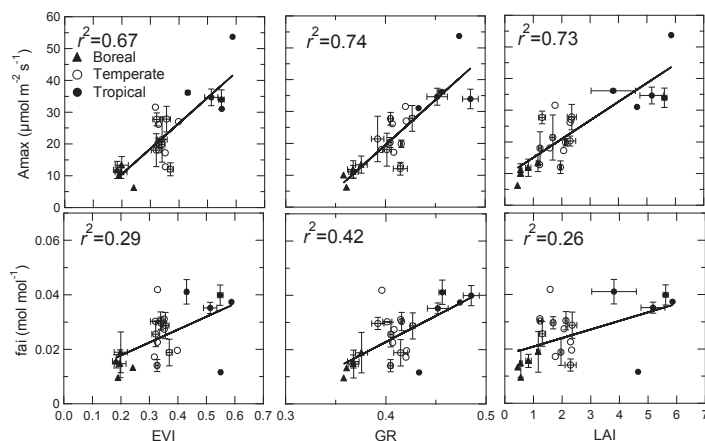 r²=0.67
Boreal
Temperate
Tropical
r²=0.74
r²=0.73
Amax (μmol m⁻² s⁻¹)
60
50
40
30
20
10
0
r²=0.29
r²=0.42
r²=0.26
fai (mol mol⁻¹)
0.06
0.04
0.02
0
0.0 0.1 0.2 0.3 0.4 0.5 0.6 0.7
0.3 0.4 0.5
0 1 2 3 4 5 6 7
EVI GR LAI